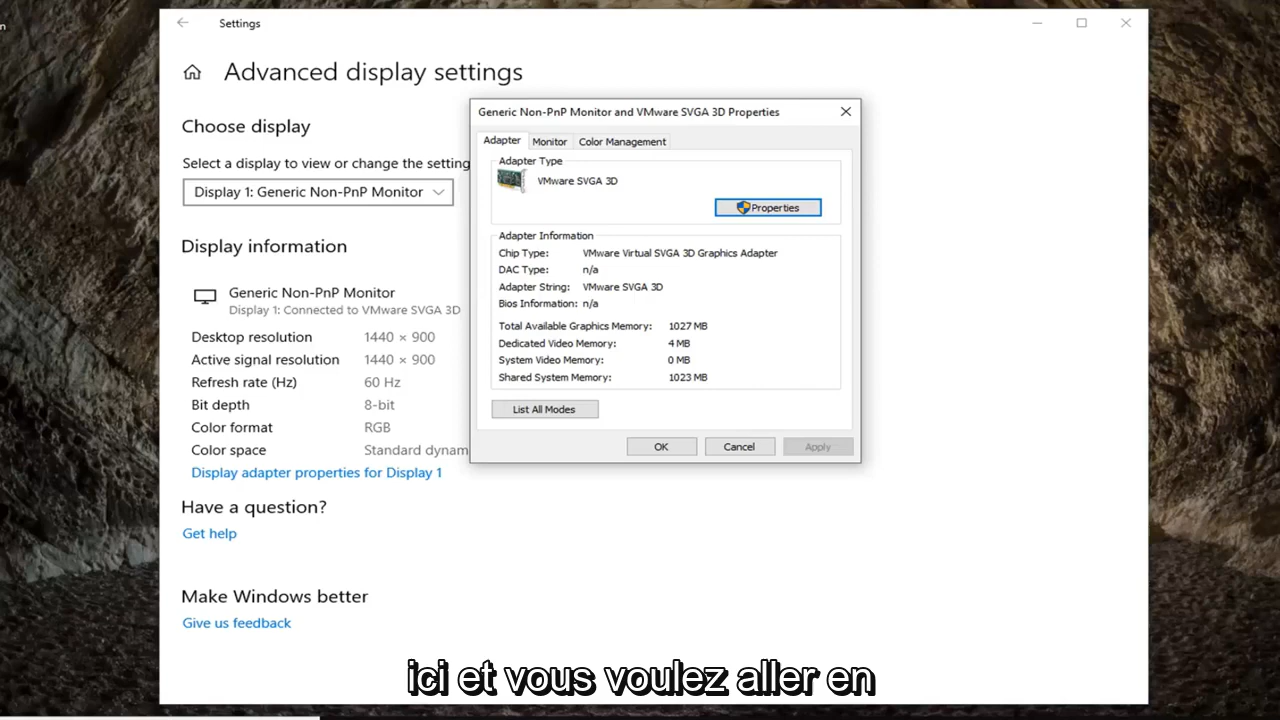 n
Settings
Advanced display settings
Choose display
Select a display to view or change the setting
Display 1: Generic Non-PnP Monitor
Display information
Generic Non-PnP Monitor
Display 1: Connected to VMware SVGA 3D
Desktop resolution 1440 × 900
Active signal resolution 1440 × 900
Refresh rate (Hz) 60 Hz
Bit depth 8-bit
Color format RGB
Color space Standard dynam
Display adapter properties for Display 1
Have a question?
Get help
Make Windows better
Give us feedback
Generic Non-PnP Monitor and VMware SVGA 3D Properties
Adapter Monitor Color Management
Adapter Type
VMware SVGA 3D
Properties
Adapter Information
Chip Type: VMware Virtual SVGA 3D Graphics Adapter
DAC Type: n/a
Adapter String: VMware SVGA 3D
Bios Information: n/a
Total Available Graphics Memory: 1027 MB
Dedicated Video Memory: 4 MB
System Video Memory: 0 MB
Shared System Memory: 1023 MB
List All Modes
OK Cancel Apply
ici et vous voulez aller en